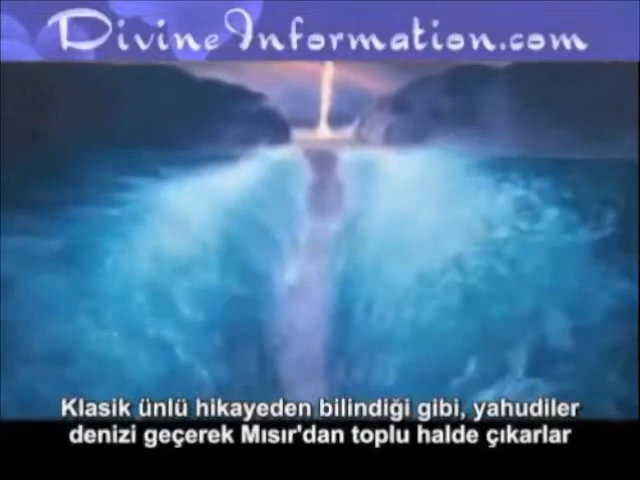 DivineInformation.com
Klasik ünlü hikayeden bilindiği gibi, yahudiler
denizi geçerek Mısır'dan toplu halde çıkarlar